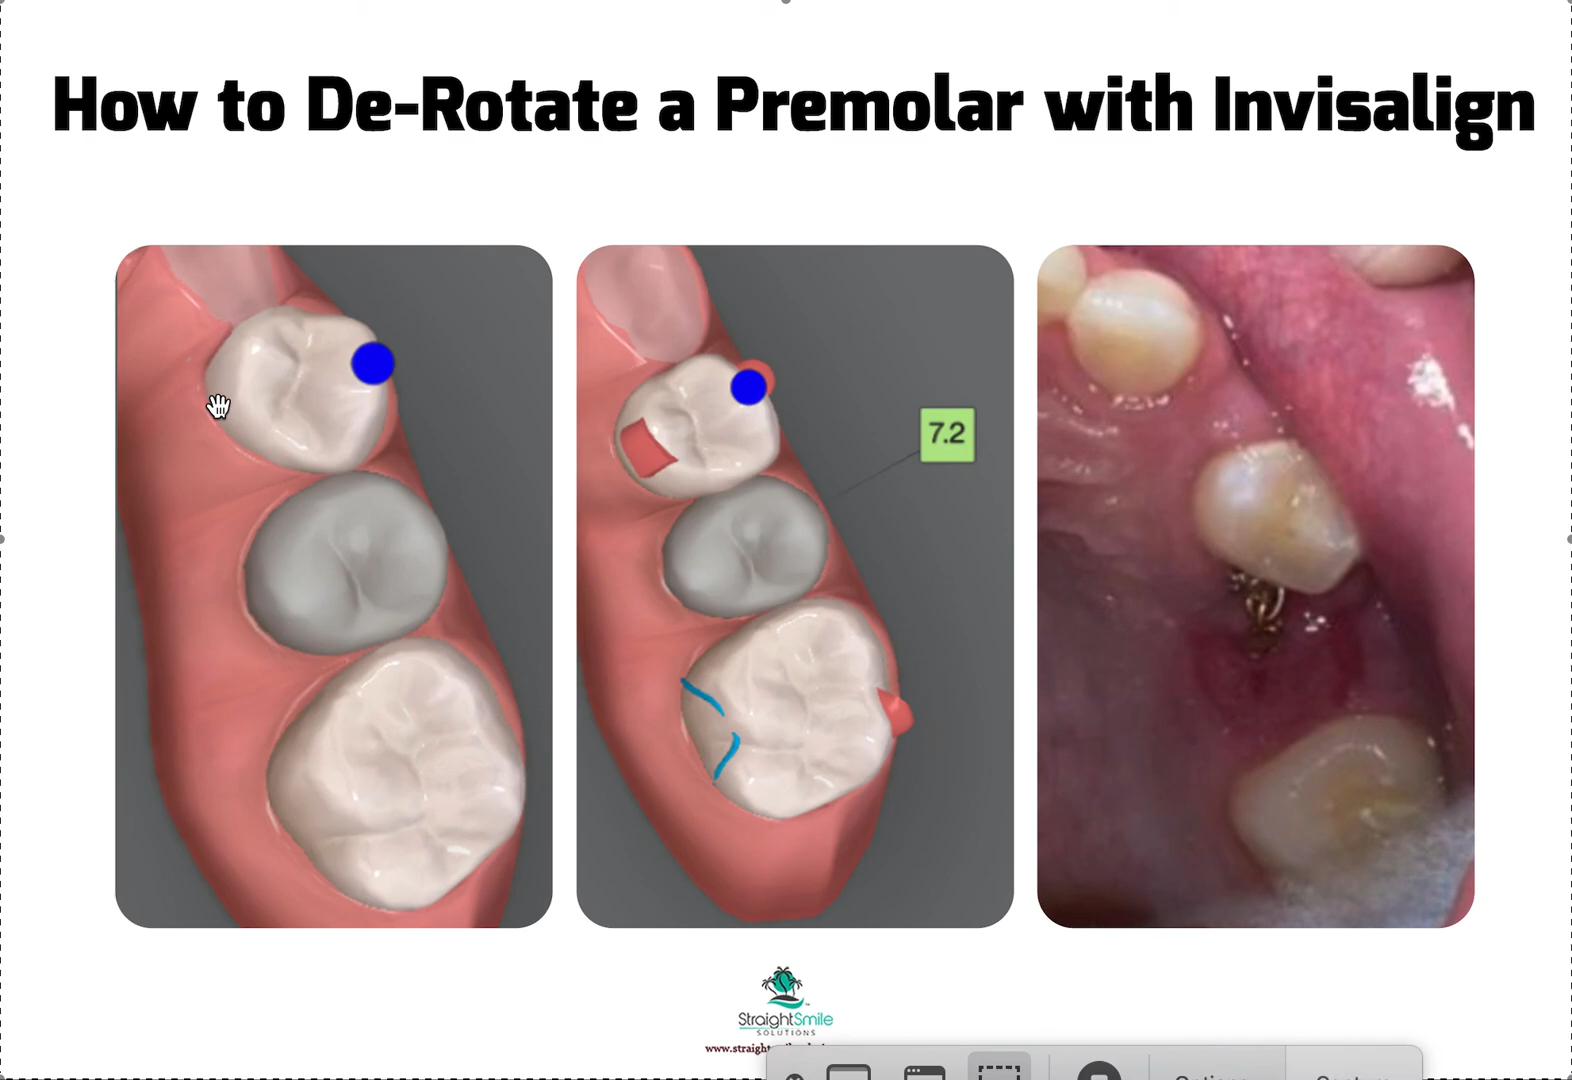 How to De-Rotate a Premolar with Invisalign
7.2
StraightSmile
SOLUTIONS